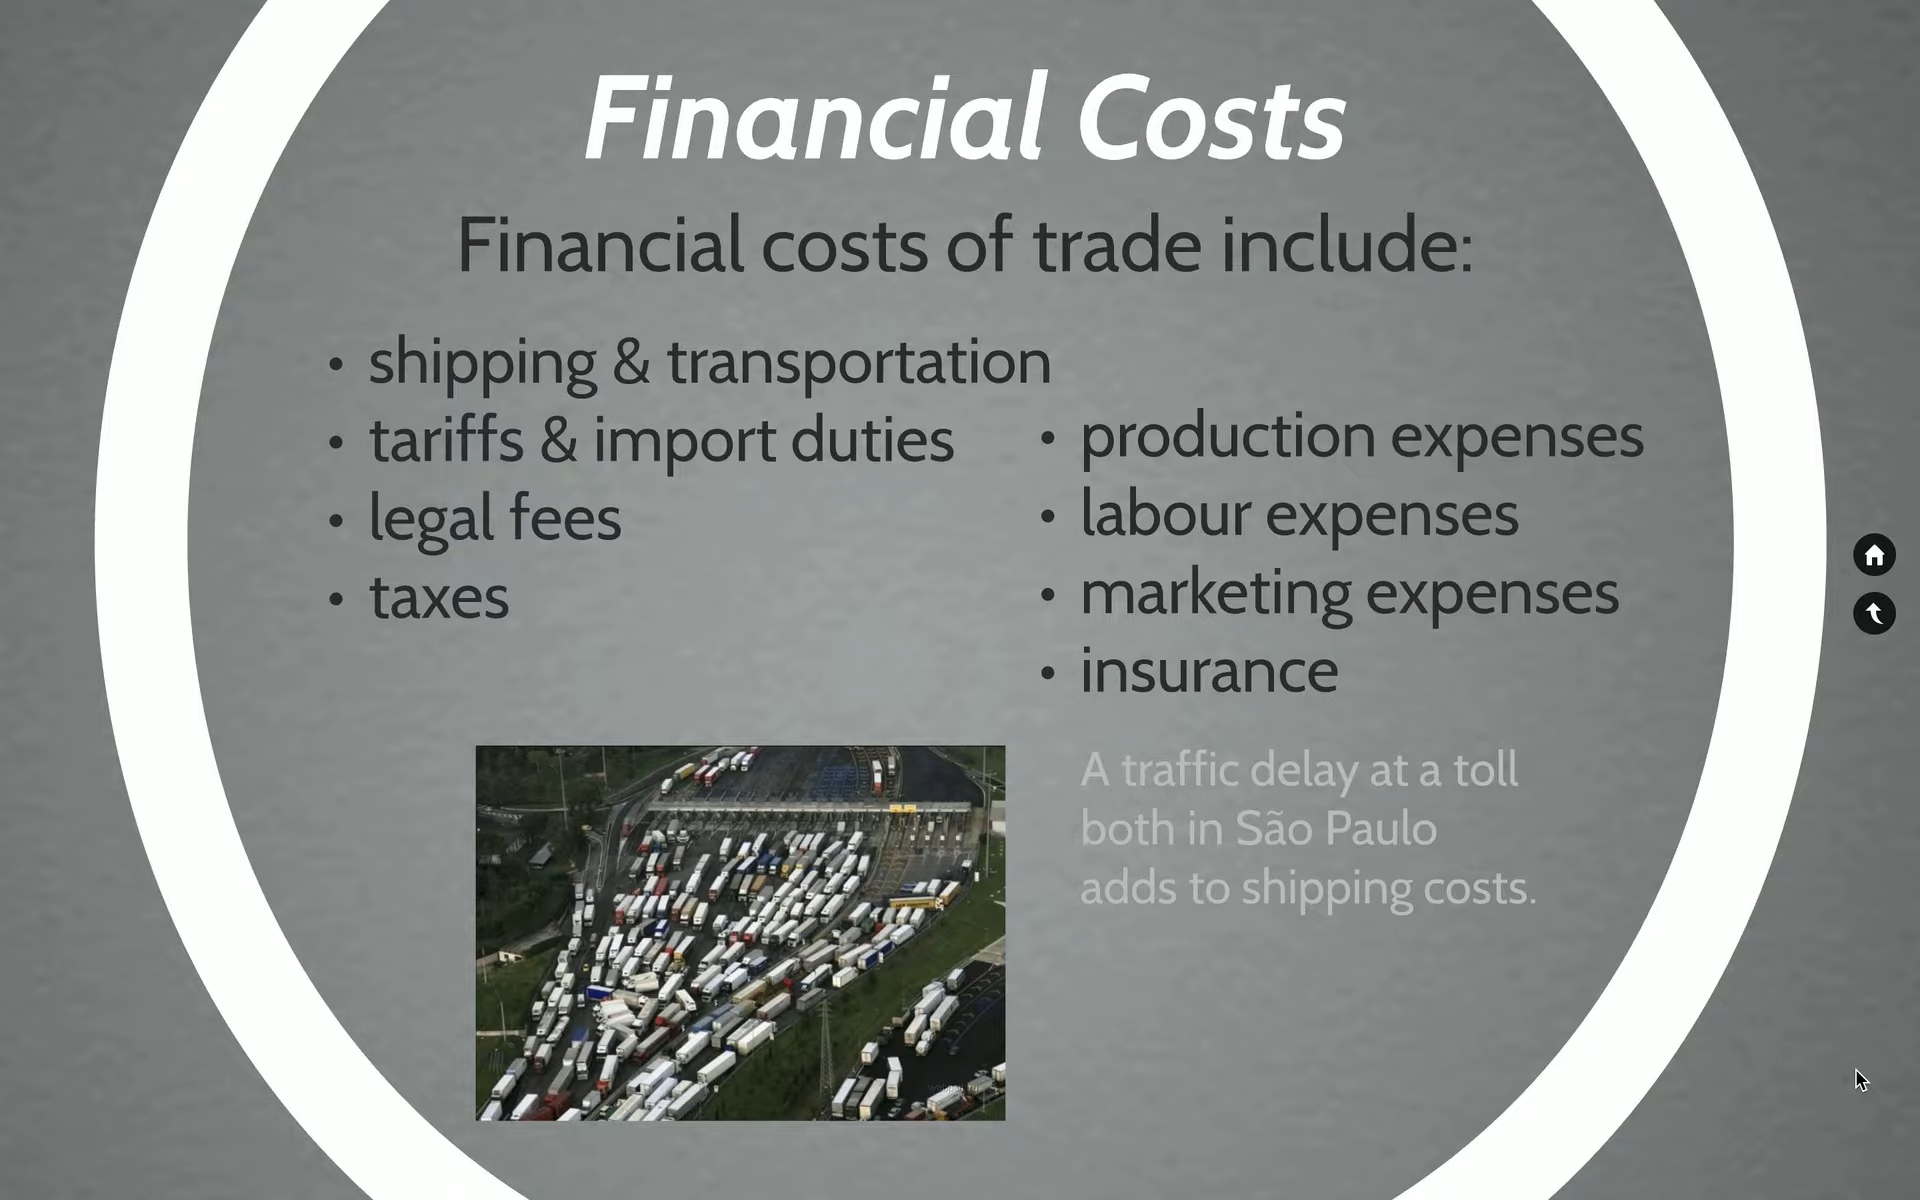 Financial Costs
Financial costs of trade include:
• shipping & transportation
• tariffs & import duties
• legal fees
• taxes
• production expenses
• labour expenses
• marketing expenses
• insurance
A traffic delay at a toll
both in São Paulo
adds to shipping costs.